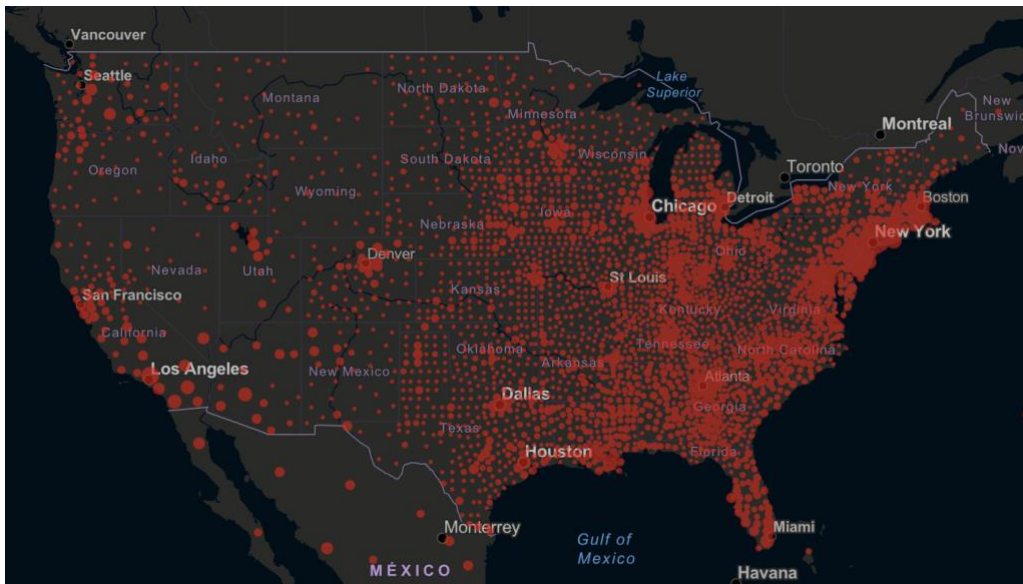 Vancouver
Seattle
Montana
North Dakota
Lake
Superior
Minnesota
New
Brunswic
Montreal
Nov
Oregon
Idaho
South Dakota
Wisconsin
Toronto
Wyoming
New York
Boston
Chicago
Detroit
Iowa
Nebraska
New York
Nevada
Utah
Denver
Ohio
St Louis
Kansas
San Francisco
Kentucky
Virginia
California
Oklahoma
Arkansas
Tennessee
North Carolina
Los Angeles
New Mexico
Atlanta
Dallas
Georgia
Texas
Houston
Florida
Monterrey
Miami
Gulf of
Mexico
MÉXICO
Havana